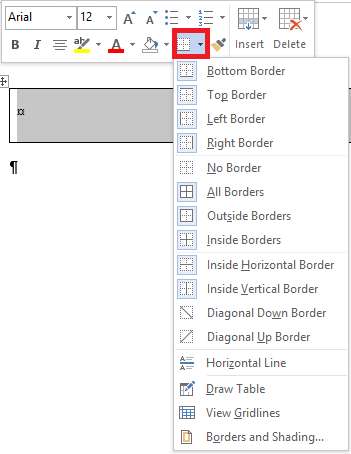 Arial 12 A A
Insert Delete
B I A
¤
¶
Bottom Border
Top Border
Left Border
Right Border
No Border
All Borders
Outside Borders
Inside Borders
Inside Horizontal Border
Inside Vertical Border
Diagonal Down Border
Diagonal Up Border
Horizontal Line
Draw Table
View Gridlines
Borders and Shading...